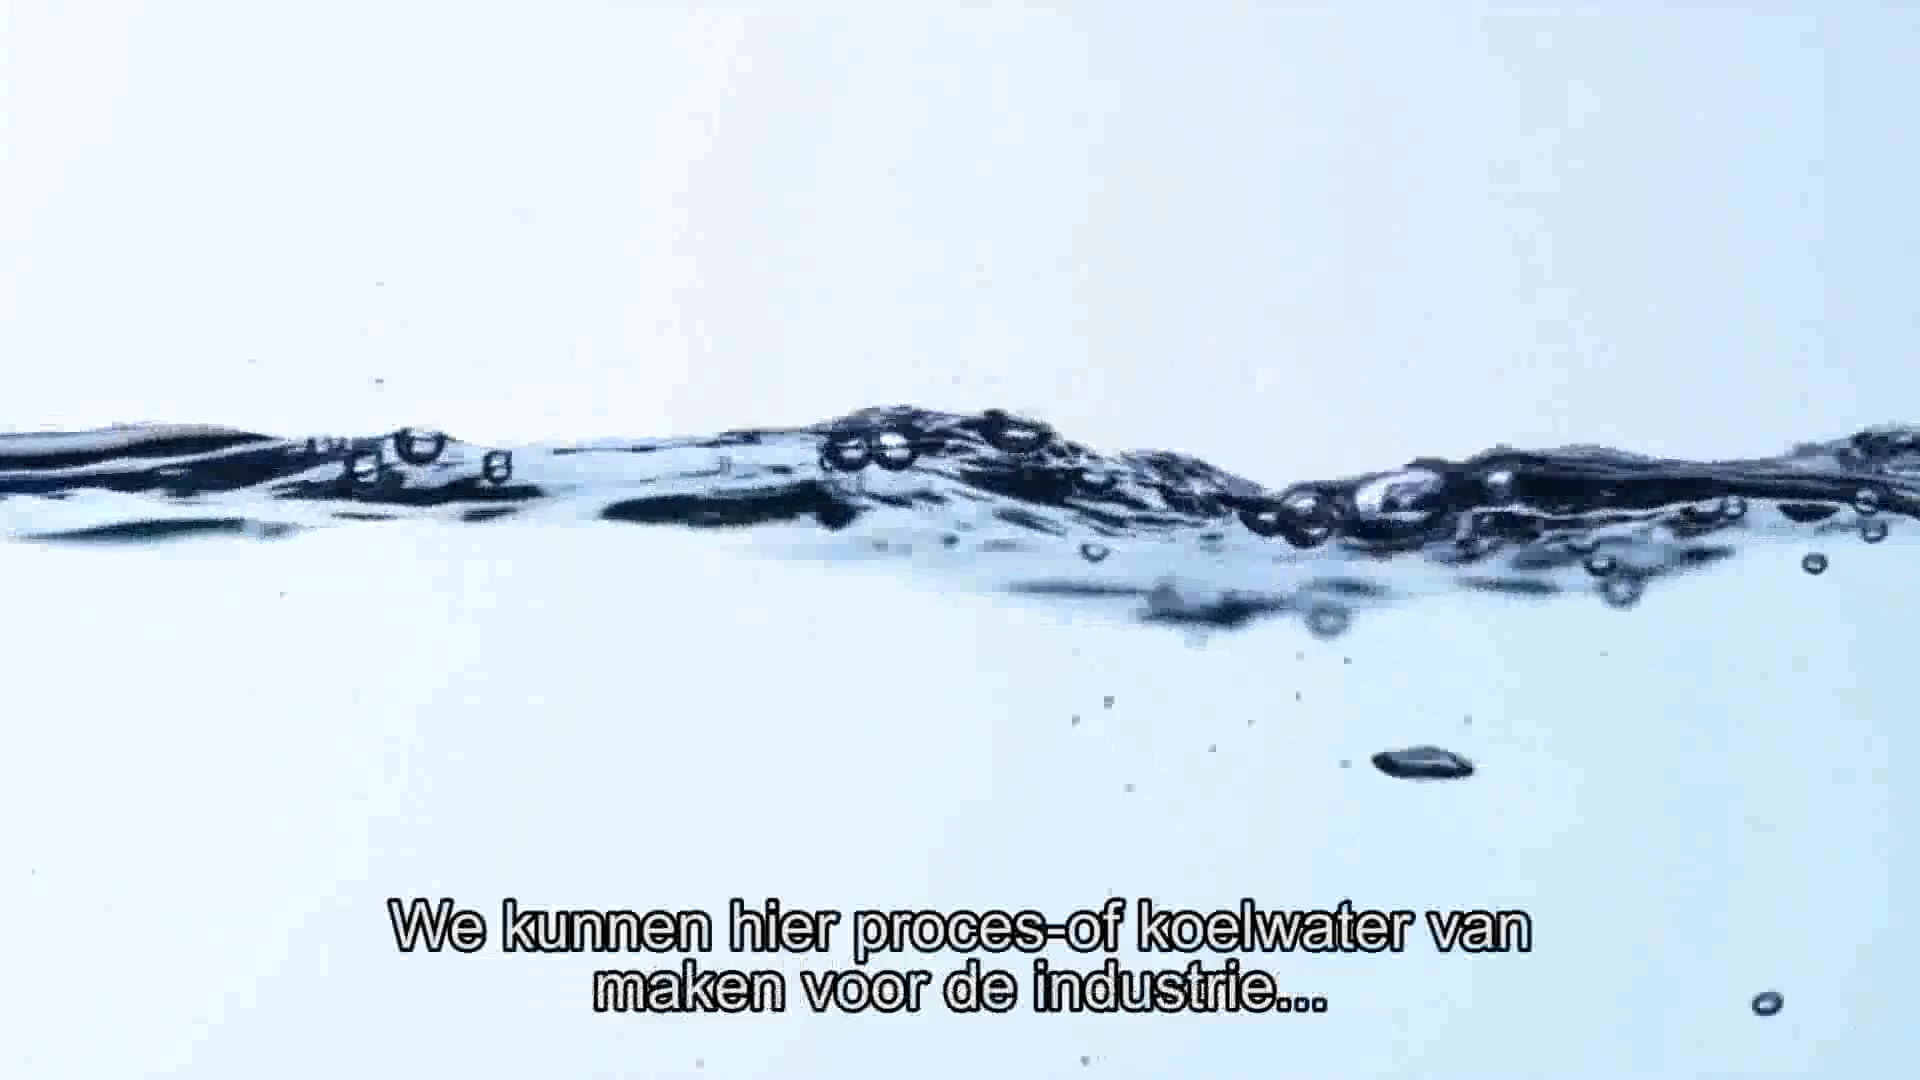 We kunnen hier proces-of koelwater van
maken voor de industrie...